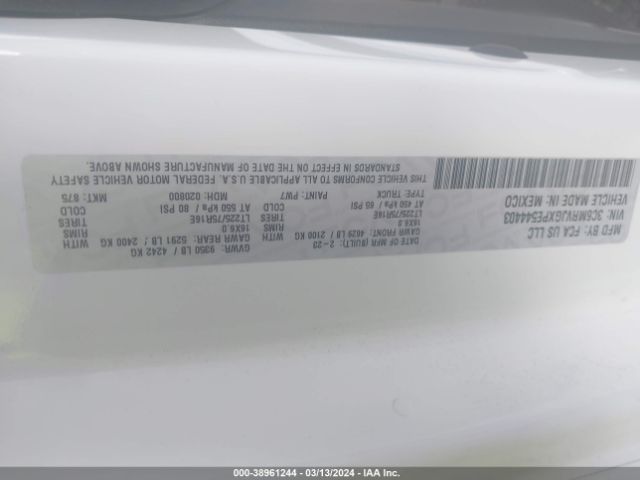 MFD BY: FCA US LLC
VIN: 3C6MRVJG6PE544403
VEHICLE MADE IN: MEXICO
DATE OF MFR (BUILT): 2-23
GVWR: 9350 LB / 4242 KG
GAWR FRONT: 4629 LB / 2100 KG
WITH
16X6.0
RIMS
LT225/75R16E
TIRES
AT 450 kPa / 65 PSI
COLD
GAWR REAR: 5291 LB / 2400 KG
WITH
16X6.0
RIMS
LT225/75R16E
TIRES
AT 550 kPa / 80 PSI
COLD
TYPE: TRUCK
PAINT: PW7
MDH: 020800
MKT: 875
THIS VEHICLE CONFORMS TO ALL APPLICABLE U.S.A. FEDERAL MOTOR VEHICLE SAFETY
STANDARDS IN EFFECT ON THE DATE OF MANUFACTURE SHOWN ABOVE.
000-38961244 / 03/13/2024 - IAA Inc.